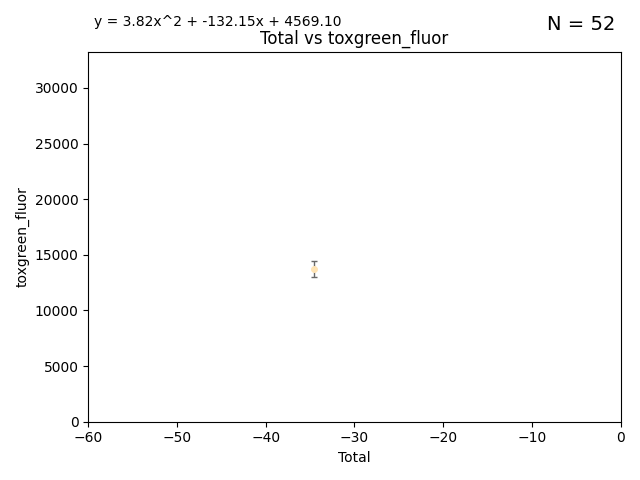 y = 3.82x^2 + -132.15x + 4569.10
N = 52
Total vs toxgreen_fluor
30000
25000
20000
15000
10000
5000
0
toxgreen_fluor
−60 −50 −40 −30 −20 −10 0
Total